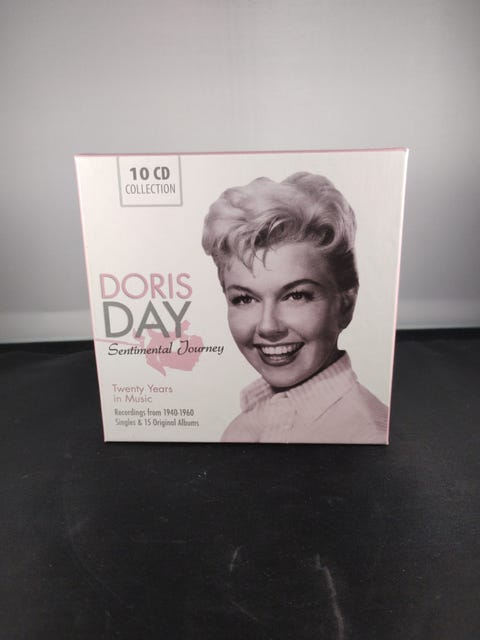 10 CD
COLLECTION
DORIS
DAY
Sentimental Journey
Twenty Years
in Music
Recordings from 1940-1960
Singles & 15 Original Albums